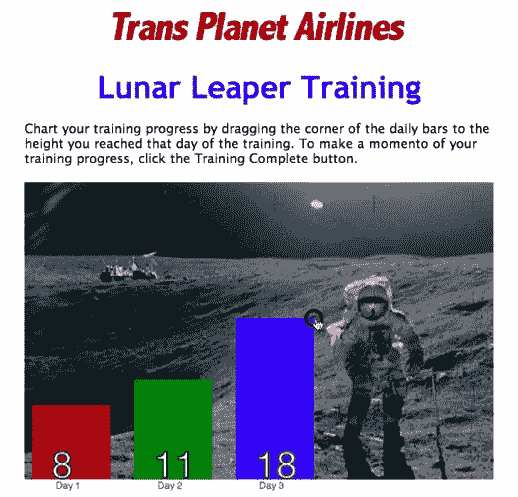 Trans Planet Airlines
Lunar Leaper Training
Chart your training progress by dragging the corner of the daily bars to the
height you reached that day of the training. To make a momento of your
training progress, click the Training Complete button.
8 11 18
Day 1 Day 2 Day 3